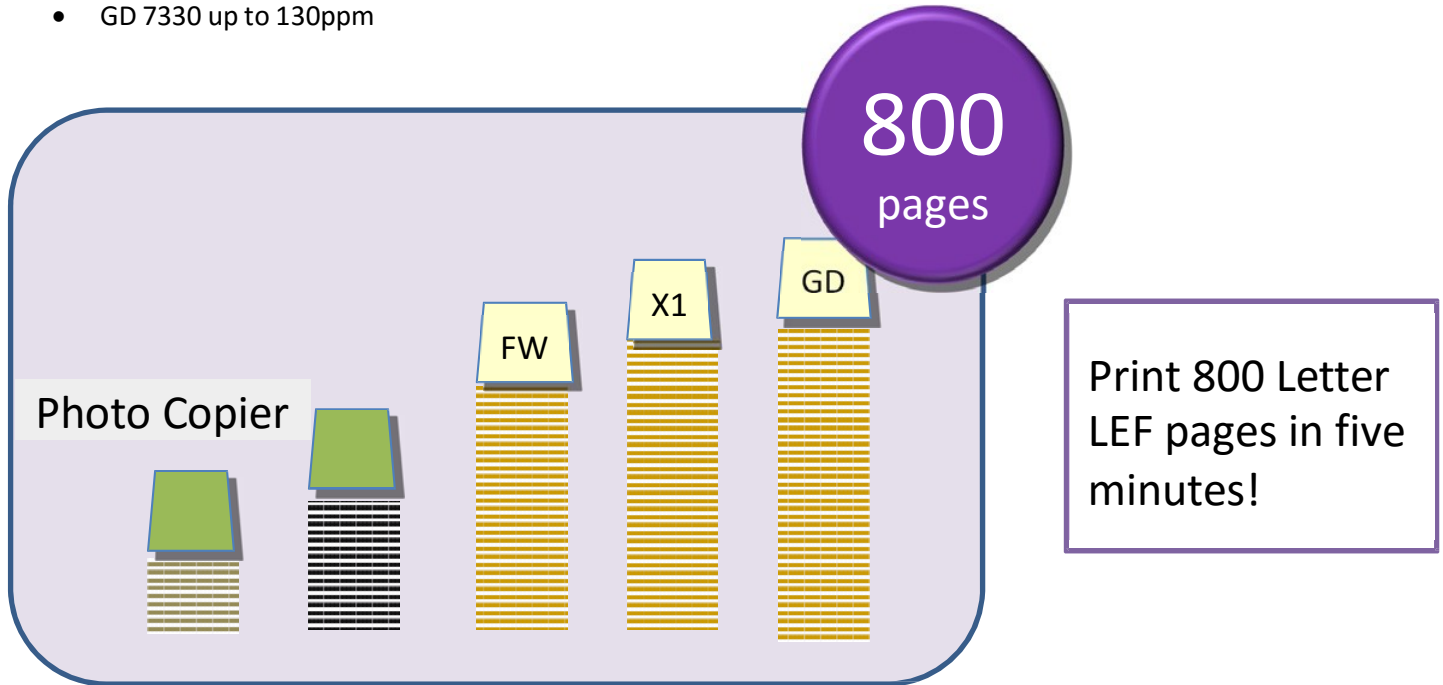 • GD 7330 up to 130ppm
800
pages
GD
X1
FW
Photo Copier
Print 800 Letter
LEF pages in five
minutes!